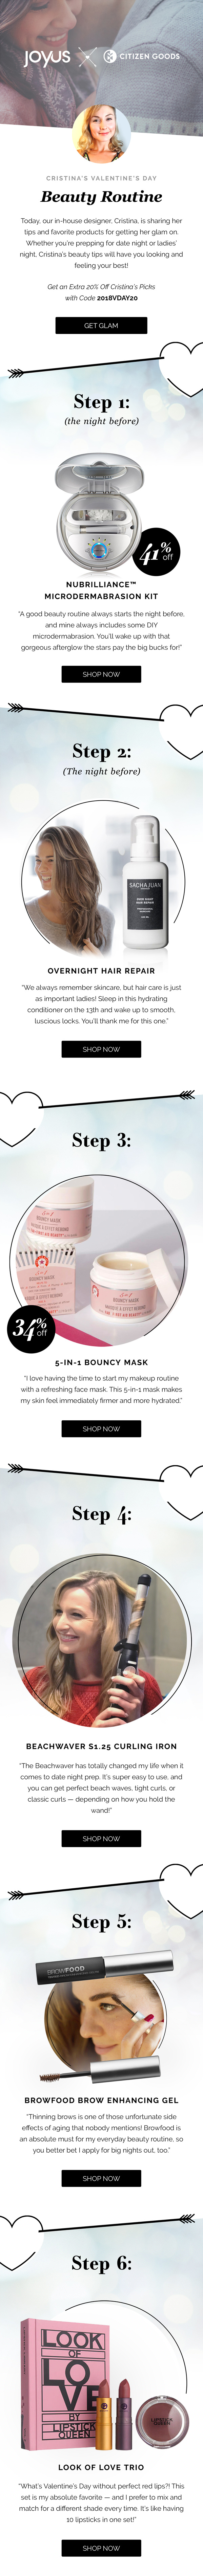 JOYUS
CITIZEN GOODS
CRISTINA'S VALENTINE'S DAY
Beauty Routine
Today, our in-house designer, Cristina, is sharing her
tips and favorite products for getting her glam on.
Whether you're prepping for date night or ladies'
night, Cristina's beauty tips will have you looking and
feeling your best!
Get an Extra 20% Off Cristina's Picks
with Code 2018VDAY20
GET GLAM
Step 1:
(the night before)
41% off
NUBRILLIANCE™
MICRODERMABRASION KIT
"A good beauty routine always starts the night before,
and mine always includes some DIY
microdermabrasion. You'll wake up with that
gorgeous afterglow the stars pay the big bucks for!"
SHOP NOW
Step 2:
(The night before)
SACHAJUAN
OVERNIGHT HAIR REPAIR
"We always remember skincare, but hair care is just
as important ladies! Sleep in this hydrating
conditioner on the 13th and wake up to smooth,
luscious locks. You'll thank me for this one."
SHOP NOW
Step 3:
BOUNCY MASK
BOUNCY MASK
BOUNCY MASK
34% off
5-IN-1 BOUNCY MASK
"I love having the time to start my makeup routine
with a refreshing face mask. This 5-in-1 mask makes
my skin feel immediately firmer and more hydrated."
SHOP NOW
Step 4:
BEACHWAVER S1.25 CURLING IRON
"The Beachwaver has totally changed my life when it
comes to date night prep. It's super easy to use, and
you can get perfect beach waves, tight curls, or
classic curls — depending on how you hold the
wand!"
SHOP NOW
Step 5:
BROWFOOD
BROWFOOD BROW ENHANCING GEL
"Thinning brows is one of those unfortunate side
effects of aging that nobody mentions! Browfood is
an absolute must for my everyday beauty routine, so
you better bet I apply for big nights out, too."
SHOP NOW
Step 6:
LOOK
OF
LO
VE
BY
LIPSTICK
QUEEN
LIPSTICK
QUEEN
LOOK OF LOVE TRIO
"What's Valentine's Day without perfect red lips?! This
set is my absolute favorite — and I prefer to mix and
match for a different shade every time. It's like having
10 lipsticks in one set!"
SHOP NOW